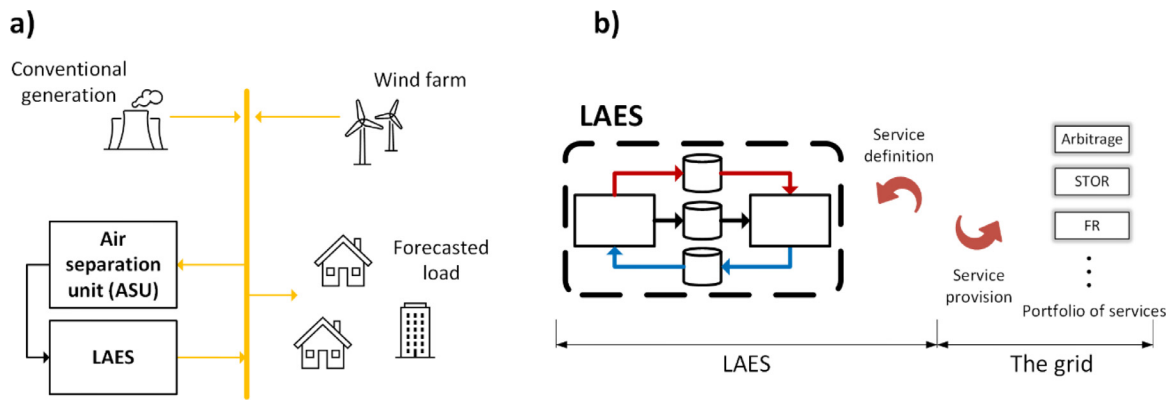 a)
Conventional
generation
Wind farm
Air
separation
unit (ASU)
LAES
Forecasted
load
b)
LAES
Service
definition
Service
provision
Arbitrage
STOR
FR
Portfolio of services
LAES
The grid